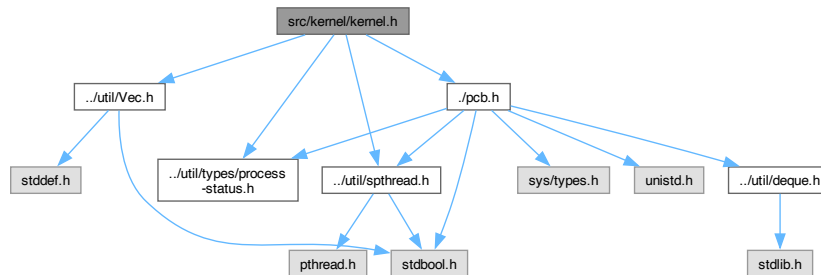 src/kernel/kernel.h
../util/Vec.h
./pcb.h
stddef.h
../util/types/process
-status.h
../util/spthread.h
sys/types.h
unistd.h
../util/deque.h
pthread.h
stdbool.h
stdlib.h